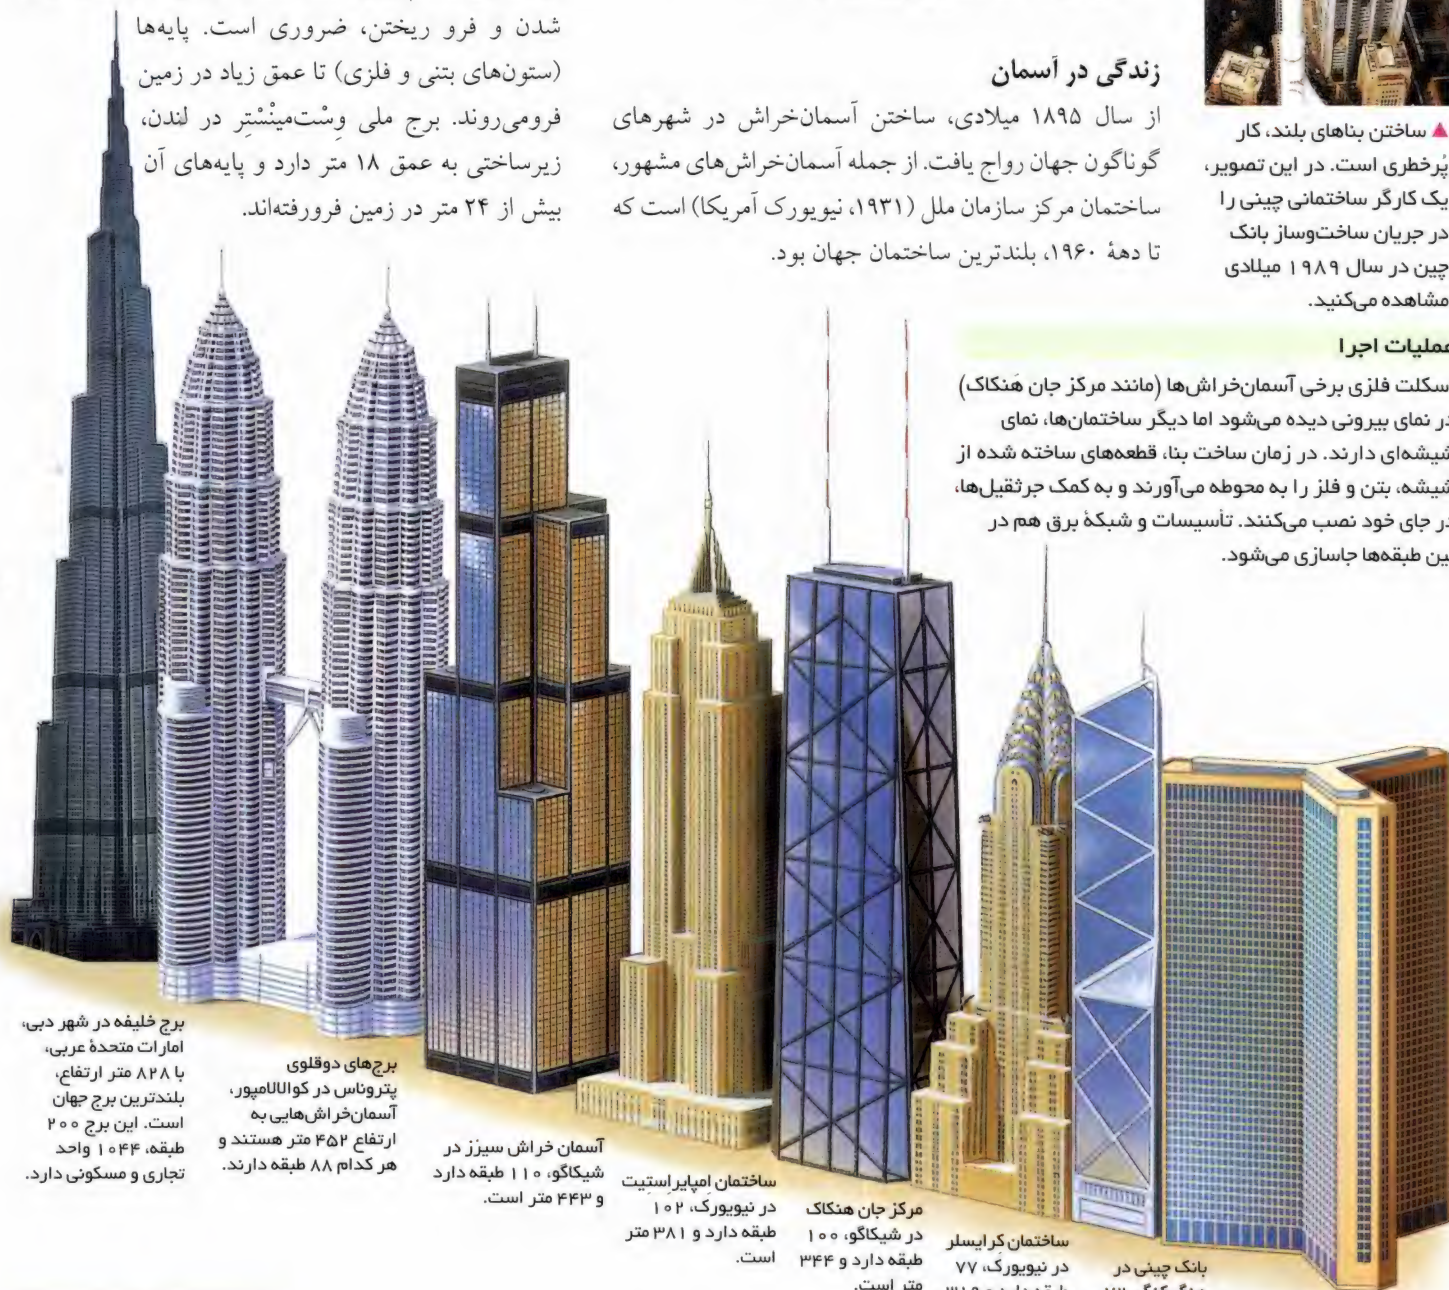 ▲ ساختن بناهای بلند، کار
پُرخطری است. در این تصویر،
یک کارگر ساختمانی چینی را
در جریان ساخت‌وساز بانک
چین در سال ۱۹۸۹ میلادی
مشاهده می‌کنید.
عملیات اجرا
اسکلت فلزی برخی آسمان‌خراش‌ها (مانند مرکز جان هَنکاک)
در نمای بیرونی دیده می‌شود اما دیگر ساختمان‌ها، نمای
شیشه‌ای دارند. در زمان ساخت بنا، قطعه‌های ساخته شده از
شیشه، بتن و فلز را به محوطه می‌آورند و به کمک جرثقیل‌ها،
در جای خود نصب می‌کنند. تأسیسات و شبکهٔ برق هم در
بین طبقه‌ها جاسازی می‌شود.
زندگی در آسمان
از سال ۱۸۹۵ میلادی، ساختن آسمان‌خراش در شهرهای
گوناگون جهان رواج یافت. از جمله آسمان‌خراش‌های مشهور،
ساختمان مرکز سازمان ملل (۱۹۳۱، نیویورک آمریکا) است که
تا دههٔ ۱۹۶۰، بلندترین ساختمان جهان بود.
شدن و فرو ریختن، ضروری است. پایه‌ها
(ستون‌های بتنی و فلزی) تا عمق زیاد در زمین
فرومی‌روند. برج ملی وِسْت‌مینْسْتِر در لندن،
زیرساختی به عمق ۱۸ متر دارد و پایه‌های آن
بیش از ۲۴ متر در زمین فرورفته‌اند.
بانک چینی در
ساختمان کرایسلر
در نیویورک، ۷۷
مرکز جان هنکاک
در شیکاگو، ۱۰۰
طبقه دارد و ۳۴۴
متر است.
ساختمان اِمپایراِستِیت
در نیویورک، ۱۰۲
طبقه دارد و ۳۸۱ متر
است.
آسمان خراش سیرَز در
شیکاگو، ۱۱۰ طبقه دارد
و ۴۴۳ متر است.
برج‌های دوقلوی
پتروناس در کوالالامپور،
آسمان‌خراش‌هایی به
ارتفاع ۴۵۲ متر هستند و
هر کدام ۸۸ طبقه دارند.
برج خلیفه در شهر دبی،
امارات متحدهٔ عربی،
با ۸۲۸ متر ارتفاع،
بلندترین برج جهان
است. این برج ۲۰۰
طبقه، ۱۰۴۴ واحد
تجاری و مسکونی دارد.